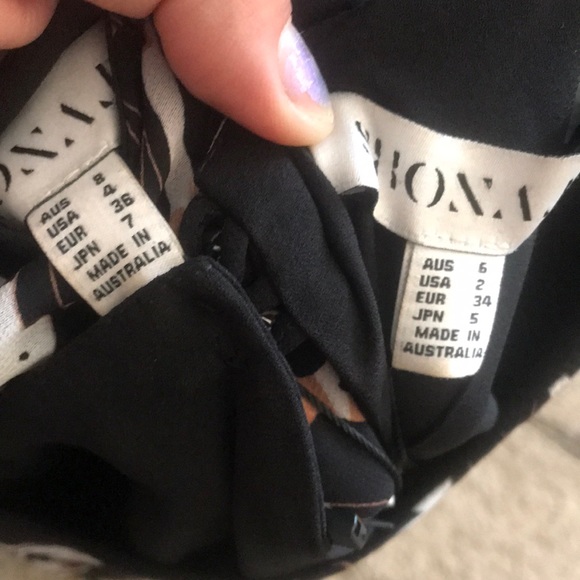 AUS 8
USA 4
EUR 36
JPN 7
MADE IN
AUSTRALIA
AUS 6
USA 2
EUR 34
JPN 5
MADE IN
AUSTRALIA